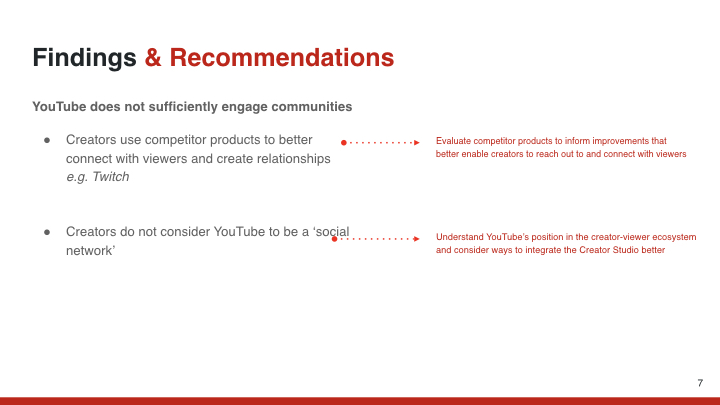 Findings & Recommendations
YouTube does not sufficiently engage communities
● Creators use competitor products to better
connect with viewers and create relationships
e.g. Twitch
Evaluate competitor products to inform improvements that
better enable creators to reach out to and connect with viewers
● Creators do not consider YouTube to be a ‘social
network’
Understand YouTube’s position in the creator-viewer ecosystem
and consider ways to integrate the Creator Studio better
7